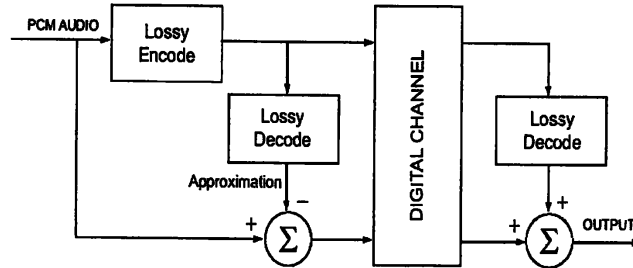 PCM AUDIO
Lossy
Encode
Lossy
Decode
Approximation
−
+
Σ
DIGITAL CHANNEL
Lossy
Decode
+
+
Σ
OUTPUT